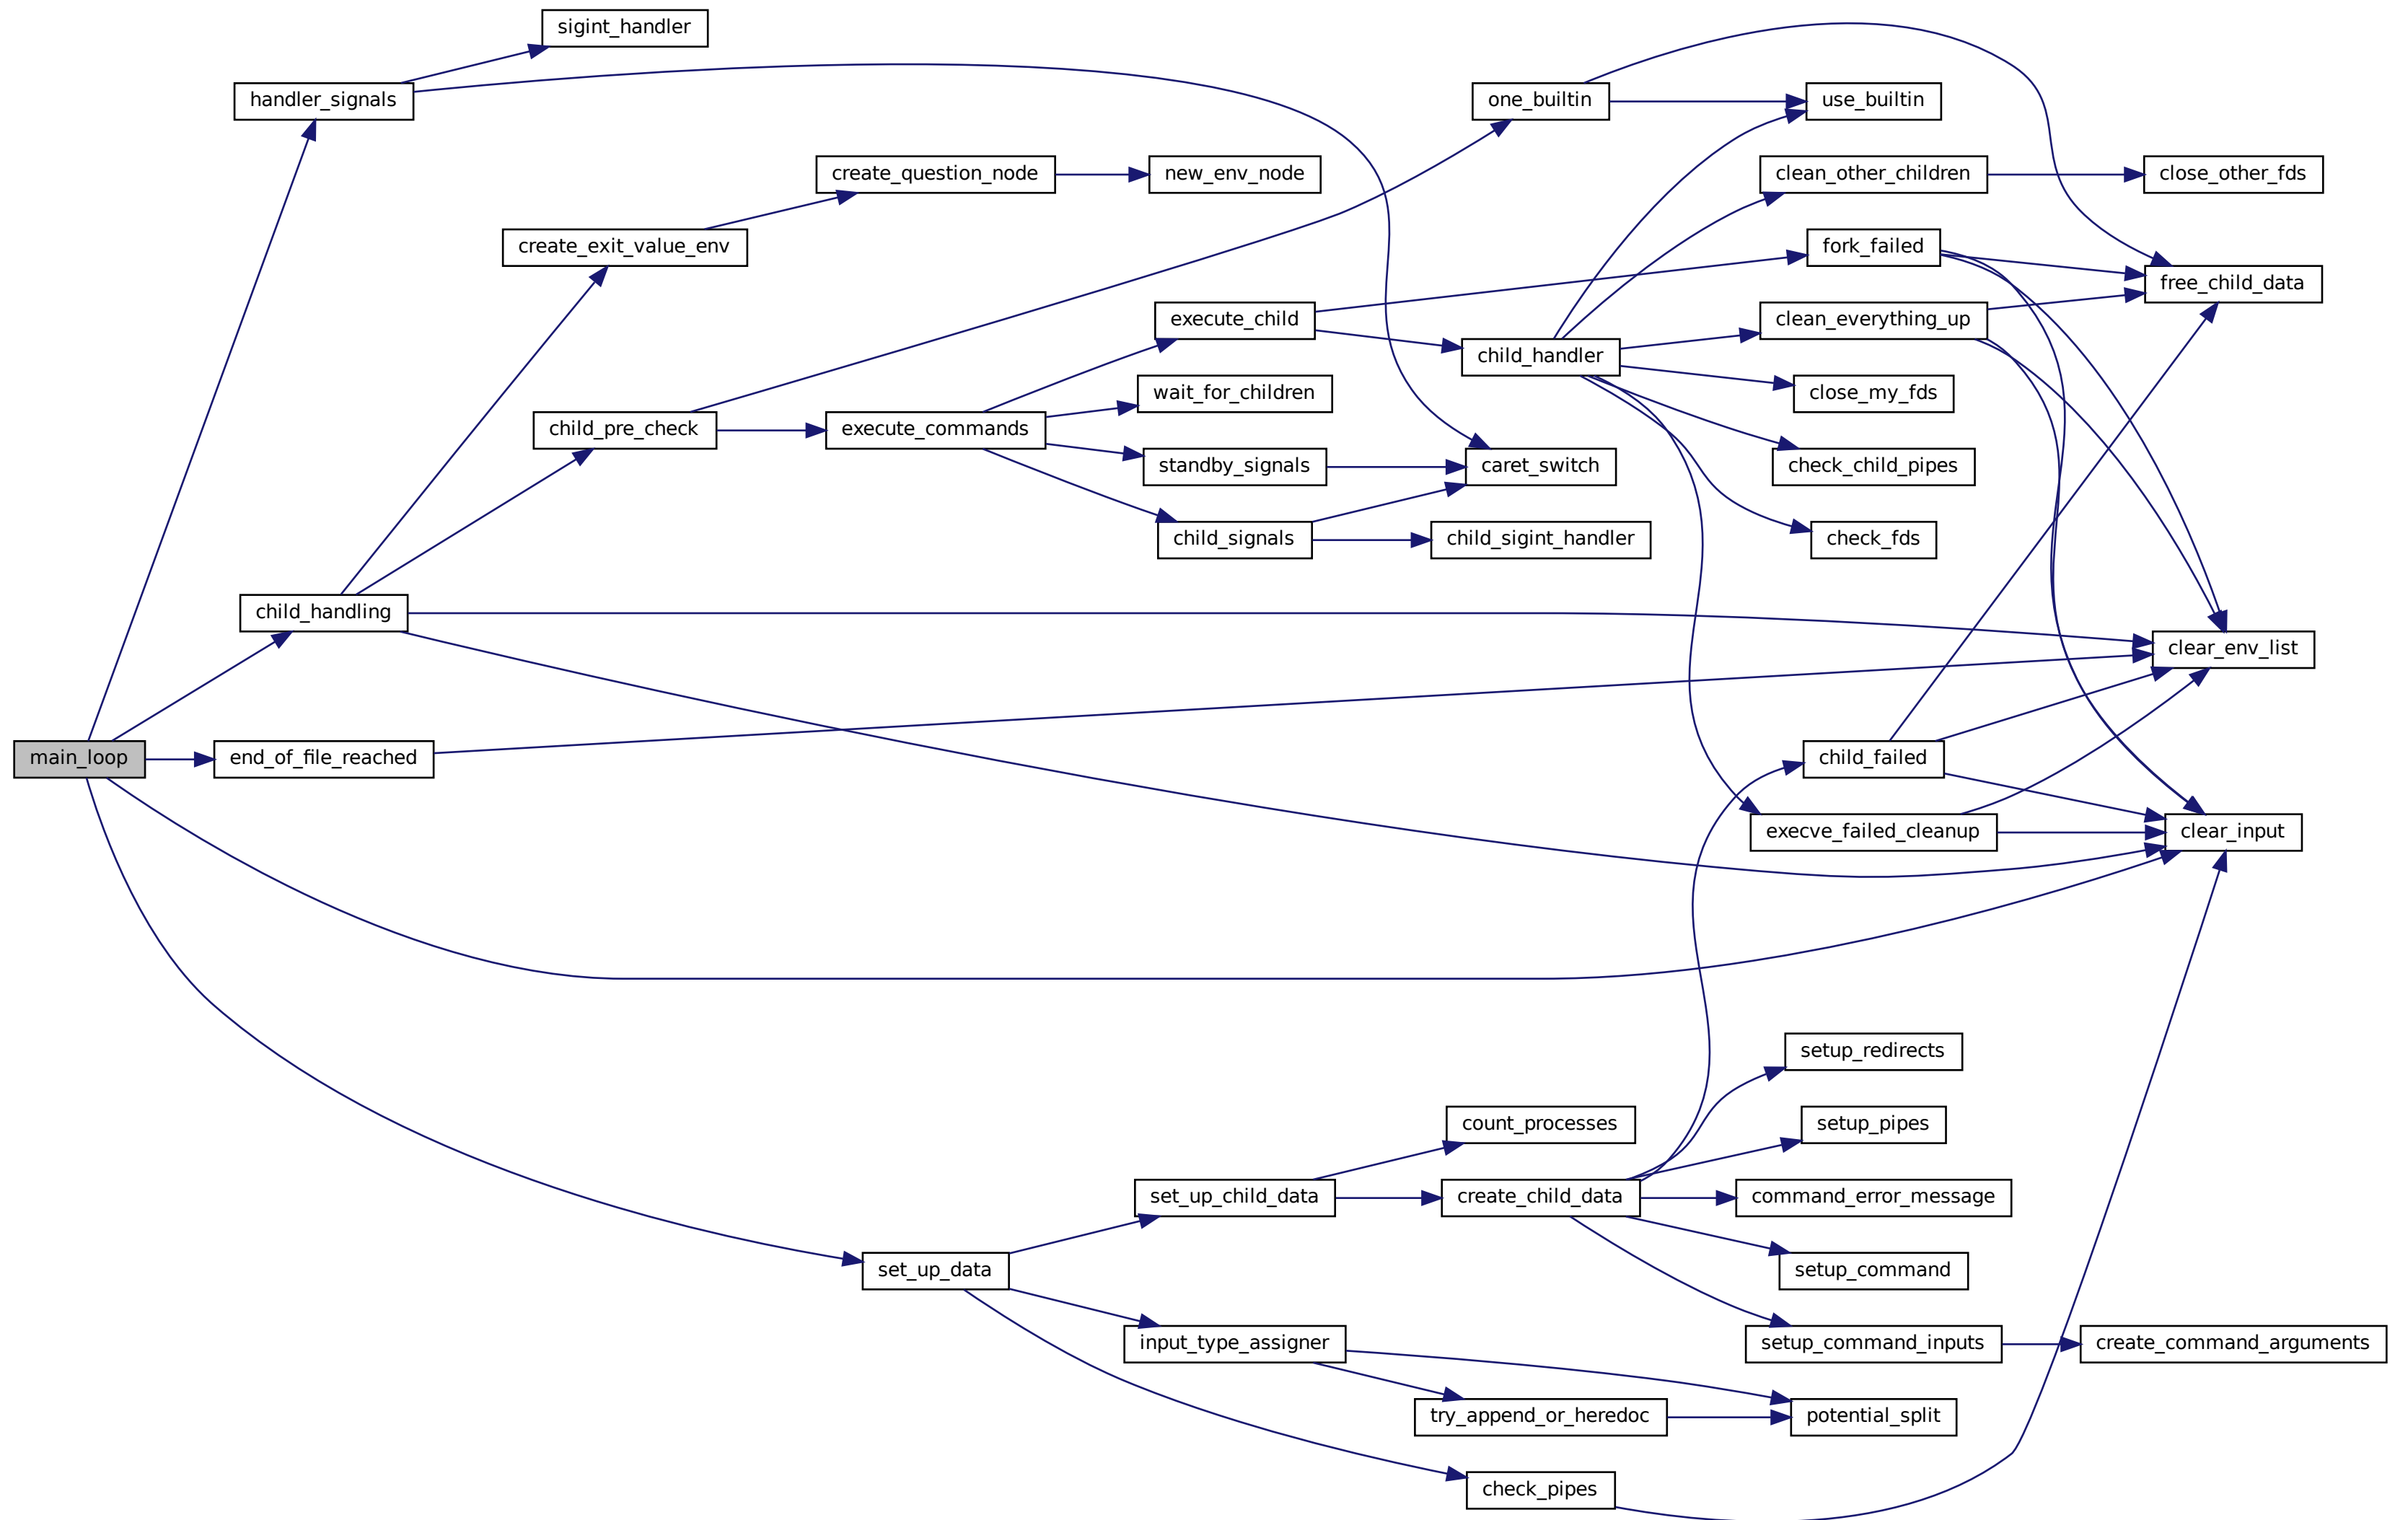 sigint_handler
handler_signals
one_builtin
use_builtin
create_question_node
new_env_node
clean_other_children
close_other_fds
create_exit_value_env
fork_failed
free_child_data
execute_child
clean_everything_up
child_handler
wait_for_children
close_my_fds
child_pre_check
execute_commands
standby_signals
caret_switch
check_child_pipes
child_signals
child_sigint_handler
check_fds
child_handling
clear_env_list
main_loop
end_of_file_reached
child_failed
execve_failed_cleanup
clear_input
setup_redirects
count_processes
setup_pipes
set_up_child_data
create_child_data
command_error_message
set_up_data
setup_command
input_type_assigner
setup_command_inputs
create_command_arguments
try_append_or_heredoc
potential_split
check_pipes